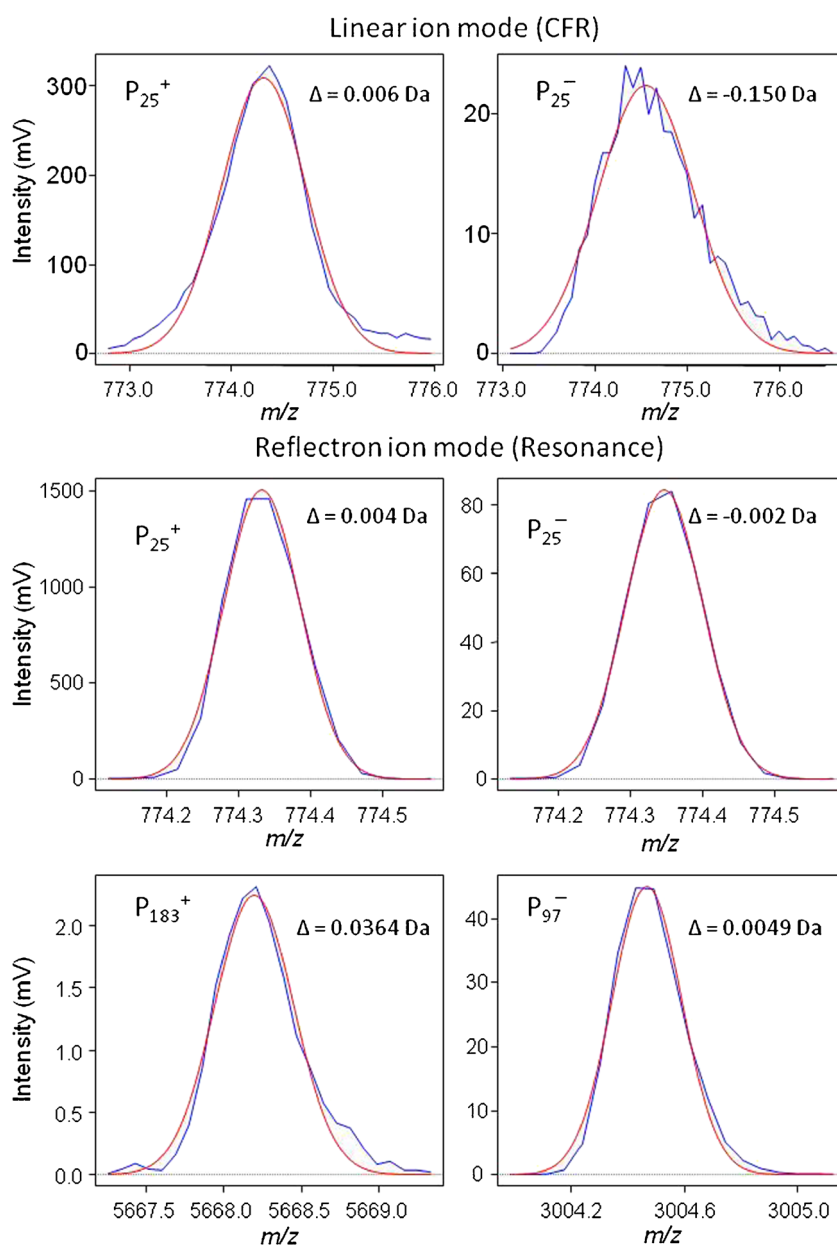 Linear ion mode (CFR)
Intensity (mV)
300
200
100
0
P₂₅⁺
Δ = 0.006 Da
773.0 774.0 775.0 776.0
m/z
20
10
0
P₂₅⁻
Δ = -0.150 Da
773.0 774.0 775.0 776.0
m/z
Reflectron ion mode (Resonance)
Intensity (mV)
1500
1000
500
0
P₂₅⁺
Δ = 0.004 Da
774.2 774.3 774.4 774.5
m/z
80
60
40
20
0
P₂₅⁻
Δ = -0.002 Da
774.2 774.3 774.4 774.5
m/z
Intensity (mV)
2.0
1.5
1.0
0.5
0.0
P₁₈₃⁺
Δ = 0.0364 Da
5667.5 5668.0 5668.5 5669.0
m/z
40
30
20
10
0
P₉₇⁻
Δ = 0.0049 Da
3004.2 3004.6 3005.0
m/z